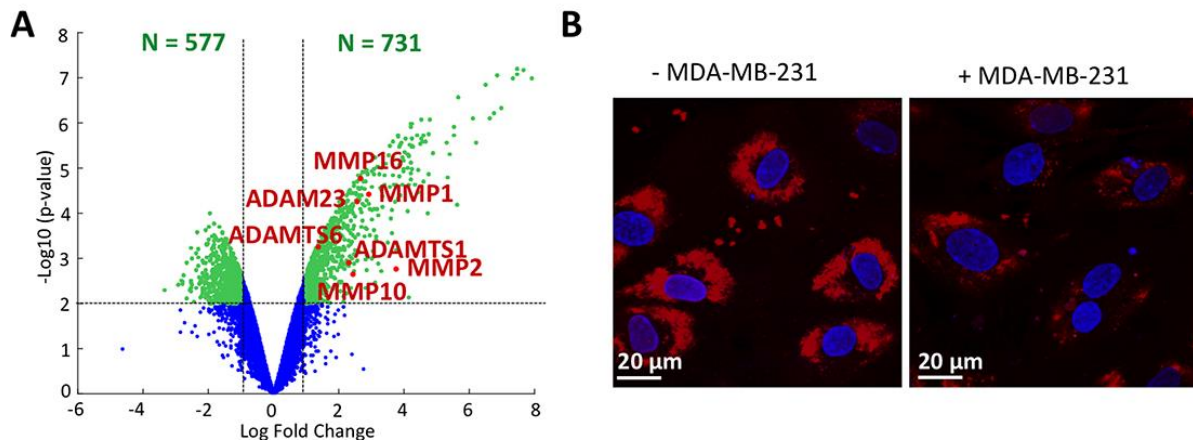 A
N = 577
N = 731
8
7
6
5
4
3
2
1
0
-Log10 (p-value)
MMP16
ADAM23
MMP1
ADAMTS6
ADAMTS1
MMP2
MMP10
-6
-4
-2
0
2
4
6
8
Log Fold Change
B
- MDA-MB-231
+ MDA-MB-231
20 µm
20 µm